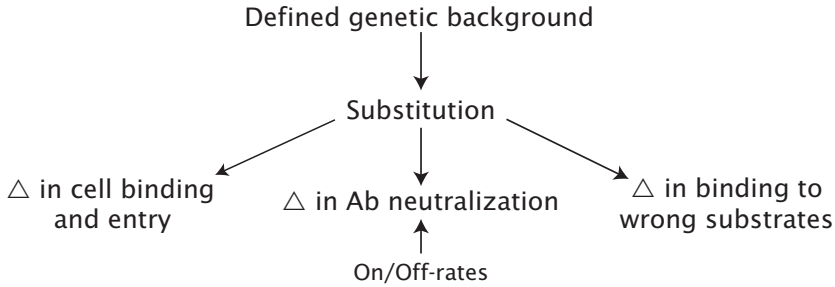 Defined genetic background
Substitution
△ in cell binding
and entry
△ in Ab neutralization
△ in binding to
wrong substrates
On/Off-rates